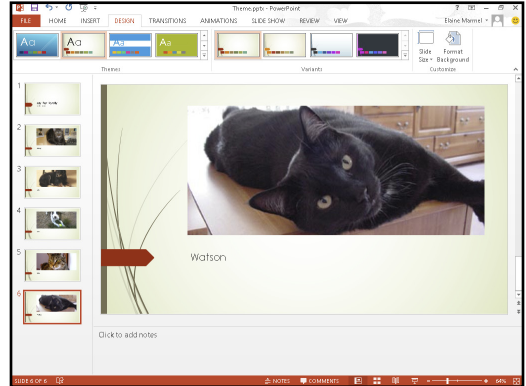 Theme.pptx - PowerPoint
FILE HOME INSERT DESIGN TRANSITIONS ANIMATIONS SLIDE SHOW REVIEW VIEW Elaine Marmel
Aa Aa Aa Aa
Slide Size
Format Background
Themes Variants Customize
1
2
3
4
5
6
Watson
Click to add notes
SLIDE 6 OF 6 NOTES COMMENTS 64%